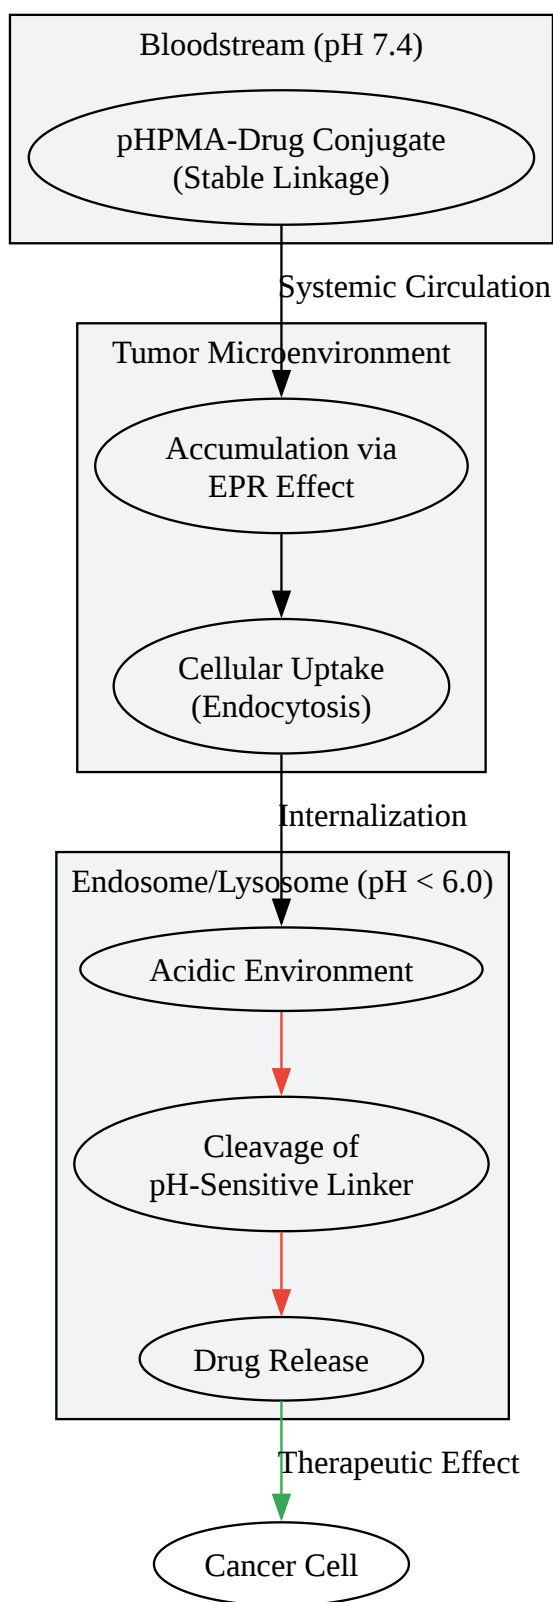 Bloodstream (pH 7.4)
pHPMA-Drug Conjugate
(Stable Linkage)
Systemic Circulation
Tumor Microenvironment
Accumulation via
EPR Effect
Cellular Uptake
(Endocytosis)
Internalization
Endosome/Lysosome (pH < 6.0)
Acidic Environment
Cleavage of
pH-Sensitive Linker
Drug Release
Therapeutic Effect
Cancer Cell